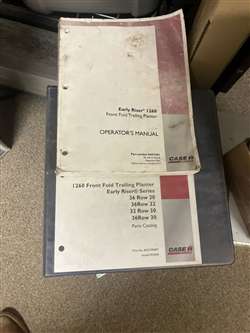 Early Riser® 1260
Front Fold Trailing Planter
OPERATOR'S MANUAL
CASE IH
1260 Front Fold Trailing Planter
Early Riser® Series
36 Row 20
36Row 22
32 Row 30
36Row 30
Parts Catalog
CASE IH